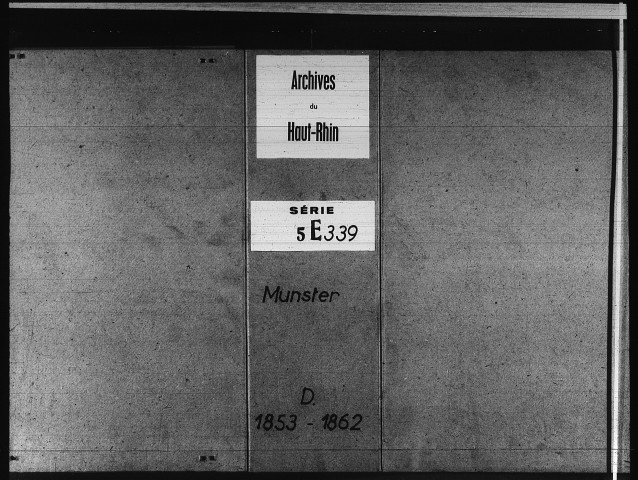 Archives
du
Haut-Rhin
SÉRIE
5 E 339
Munster
D.
1853 - 1862